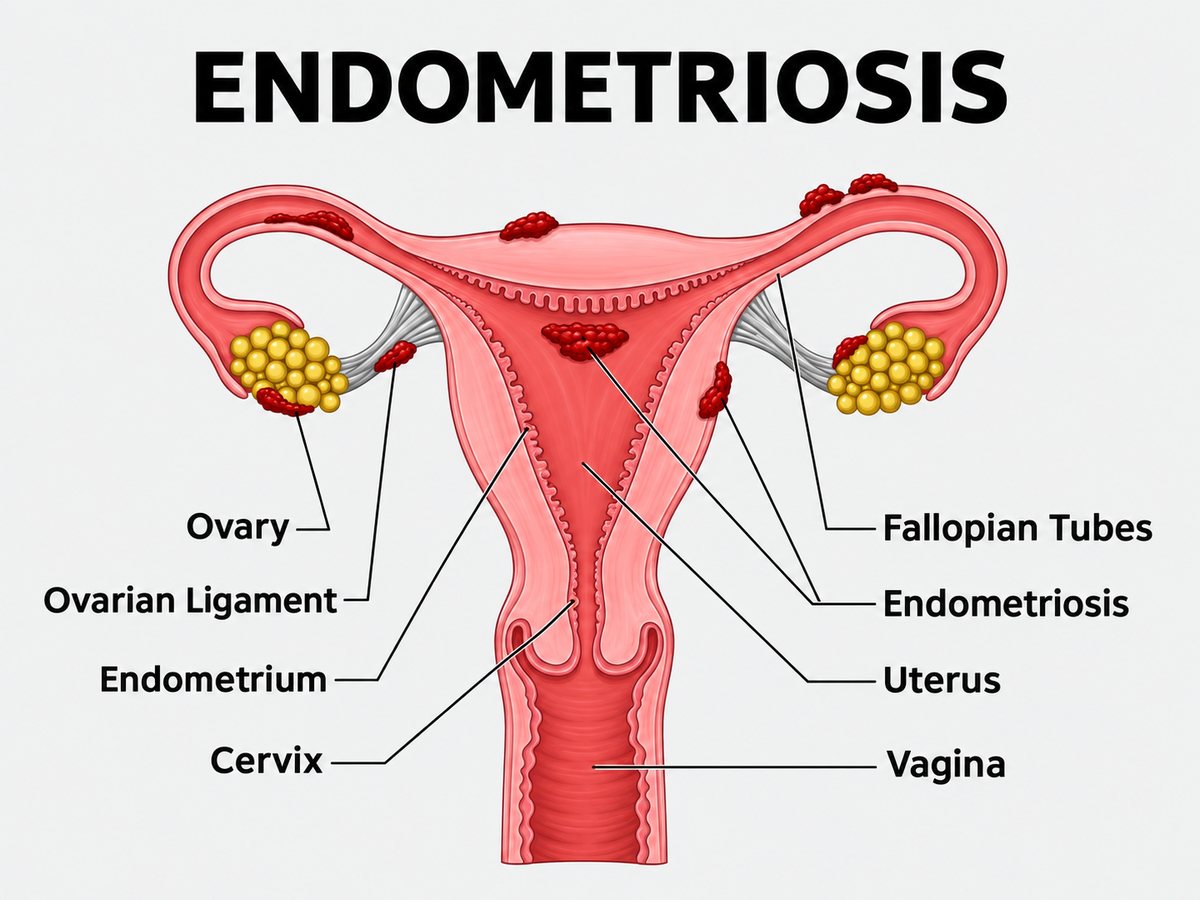 ENDOMETRIOSIS
Ovary
Ovarian Ligament
Endometrium
Cervix
Fallopian Tubes
Endometriosis
Uterus
Vagina